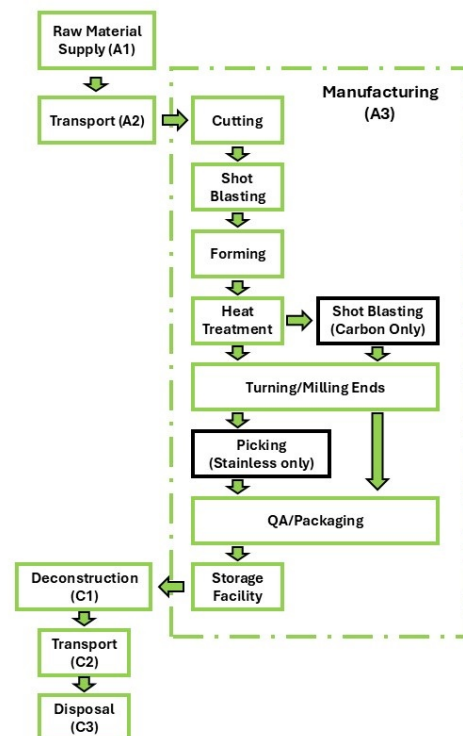 Raw Material
Supply (A1)
Transport (A2)
Manufacturing
(A3)
Cutting
Shot
Blasting
Forming
Heat
Treatment
Shot Blasting
(Carbon Only)
Turning/Milling Ends
Picking
(Stainless only)
QA/Packaging
Storage
Facility
Deconstruction
(C1)
Transport
(C2)
Disposal
(C3)